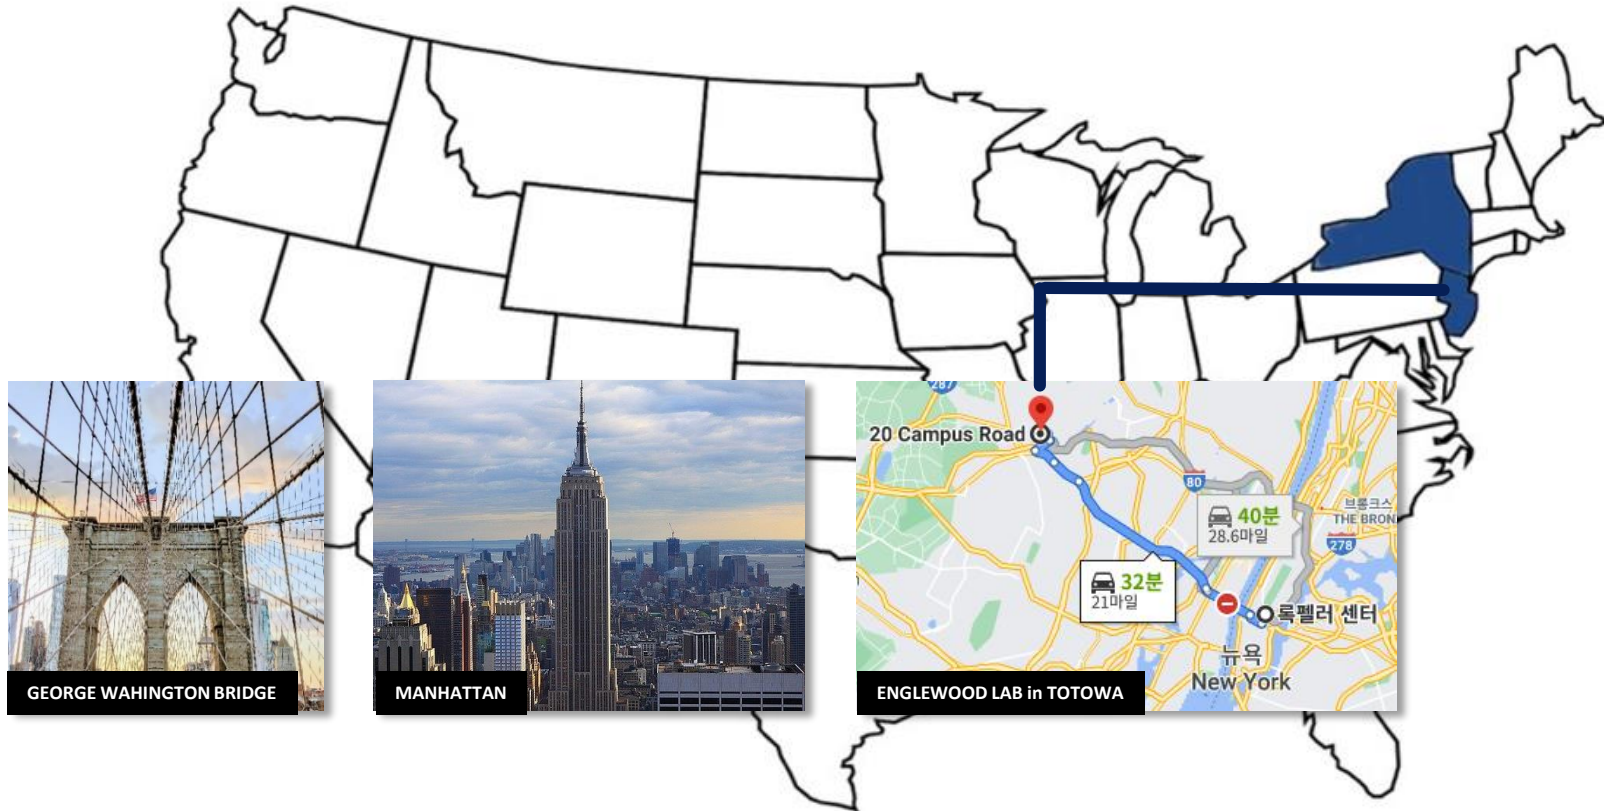 287
20 Campus Road
80
브롱크스
THE BRON
40분
28.6마일
278
32분
21마일
록펠러 센터
뉴욕
New York
GEORGE WAHINGTON BRIDGE
MANHATTAN
ENGLEWOOD LAB in TOTOWA